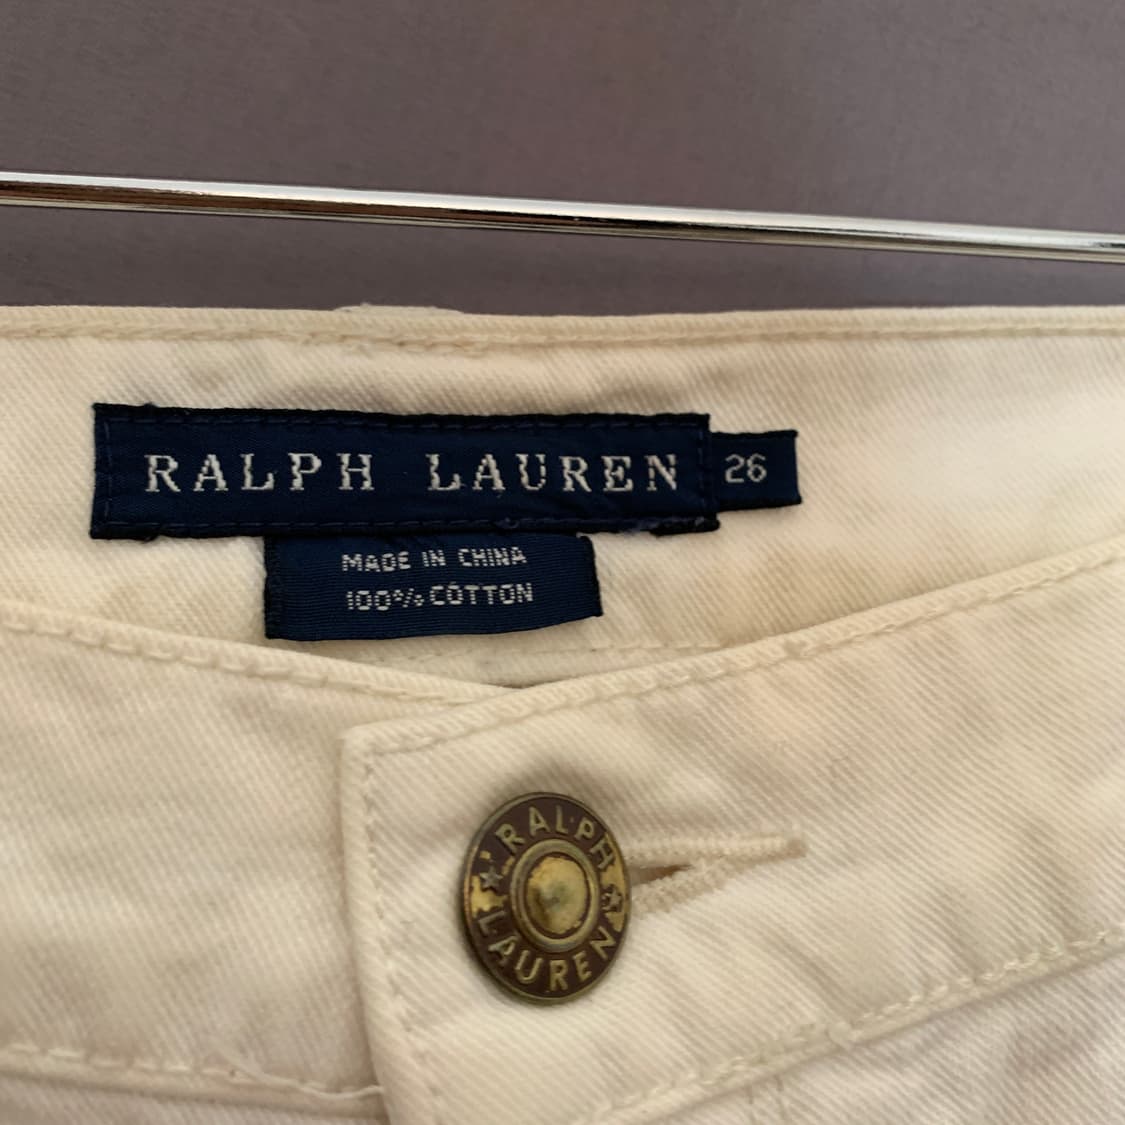 RALPH LAUREN 26
MADE IN CHINA
100% COTTON
RALPH
LAUREN